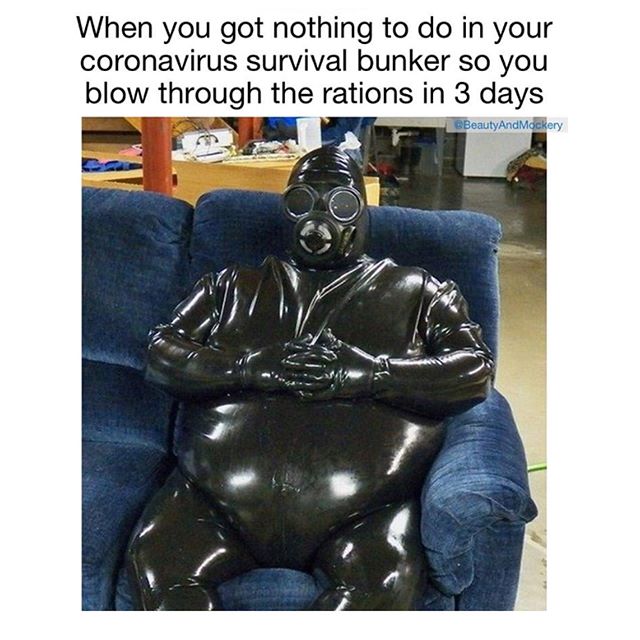 When you got nothing to do in your
coronavirus survival bunker so you
blow through the rations in 3 days
@BeautyAndMockery